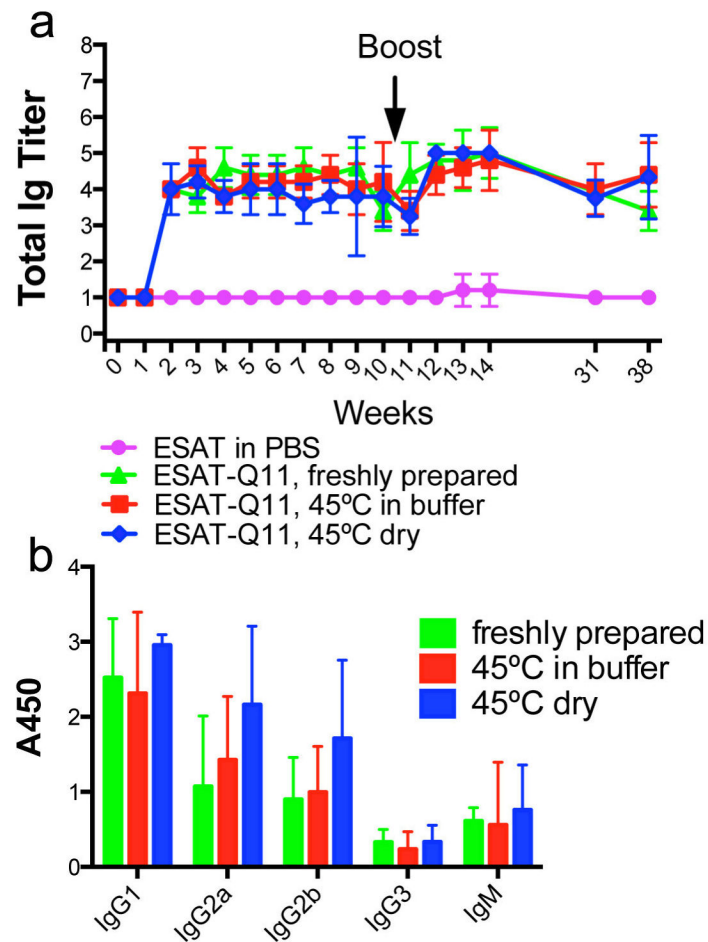 a
Boost
Total Ig Titer
8
7
6
5
4
3
2
1
0
0 1 2 3 4 5 6 7 8 9 10 11 12 13 14 31 38
Weeks
ESAT in PBS
ESAT-Q11, freshly prepared
ESAT-Q11, 45ºC in buffer
ESAT-Q11, 45ºC dry
b
A450
4
3
2
1
0
freshly prepared
45ºC in buffer
45ºC dry
IgG1 IgG2a IgG2b IgG3 IgM